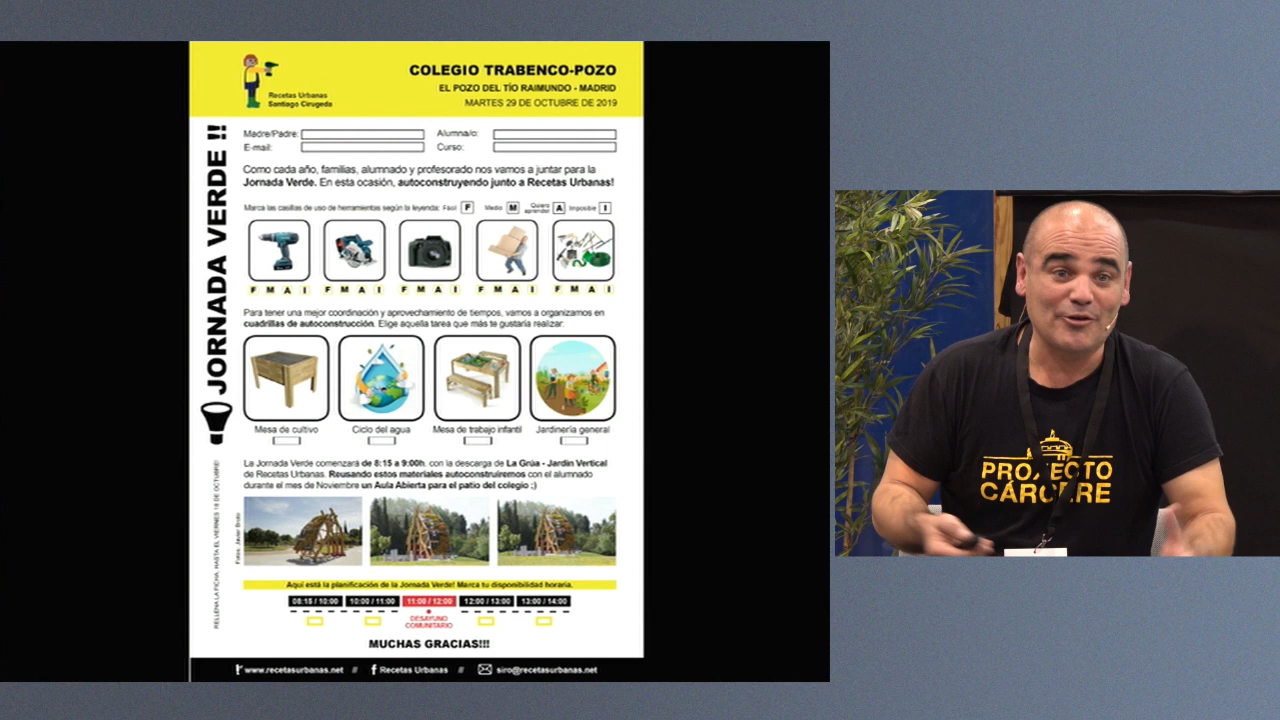 Recetas Urbanas
Santiago Cirugeda
COLEGIO TRABENCO-POZO
EL POZO DEL TÍO RAIMUNDO - MADRID
MARTES 29 DE OCTUBRE DE 2019
JORNADA VERDE !!
Madre/Padre:
Alumna/o:
E-mail:
Curso:
Como cada año, familias, alumnado y profesorado nos vamos a juntar para la
Jornada Verde. En esta ocasión, autoconstruyendo junto a Recetas Urbanas!
Marca las casillas de uso de herramientas según la leyenda: Fácil F Medio M Quiero aprender A Imposible I
F M A I F M A I F M A I F M A I F M A I
Para tener una mejor coordinación y aprovechamiento de tiempos, vamos a organizarnos en
cuadrillas de autoconstrucción. Elige aquella tarea que más te gustaría realizar:
Mesa de cultivo
Ciclo del agua
Mesa de trabajo infantil
Jardinería general
La Jornada Verde comenzará de 8:15 a 9:00h. con la descarga de La Grúa - Jardín Vertical
de Recetas Urbanas. Reusando estos materiales autoconstruiremos con el alumnado
durante el mes de Noviembre un Aula Abierta para el patio del colegio ;)
RELLENA LA FICHA, HASTA EL VIERNES 18 DE OCTUBRE!
Fotos: Javier
Aquí está la planificación de la Jornada Verde! Marca tu disponibilidad horaria.
08:15 / 10:00 10:00 / 11:00 11:00 / 12:00 12:00 / 13:00 13:00 / 14:00
DESAYUNO
COMUNITARIO
MUCHAS GRACIAS!!!
www.recetasurbanas.net // Recetas Urbanas // siro@recetasurbanas.net
PROYECTO
CÁRCERE